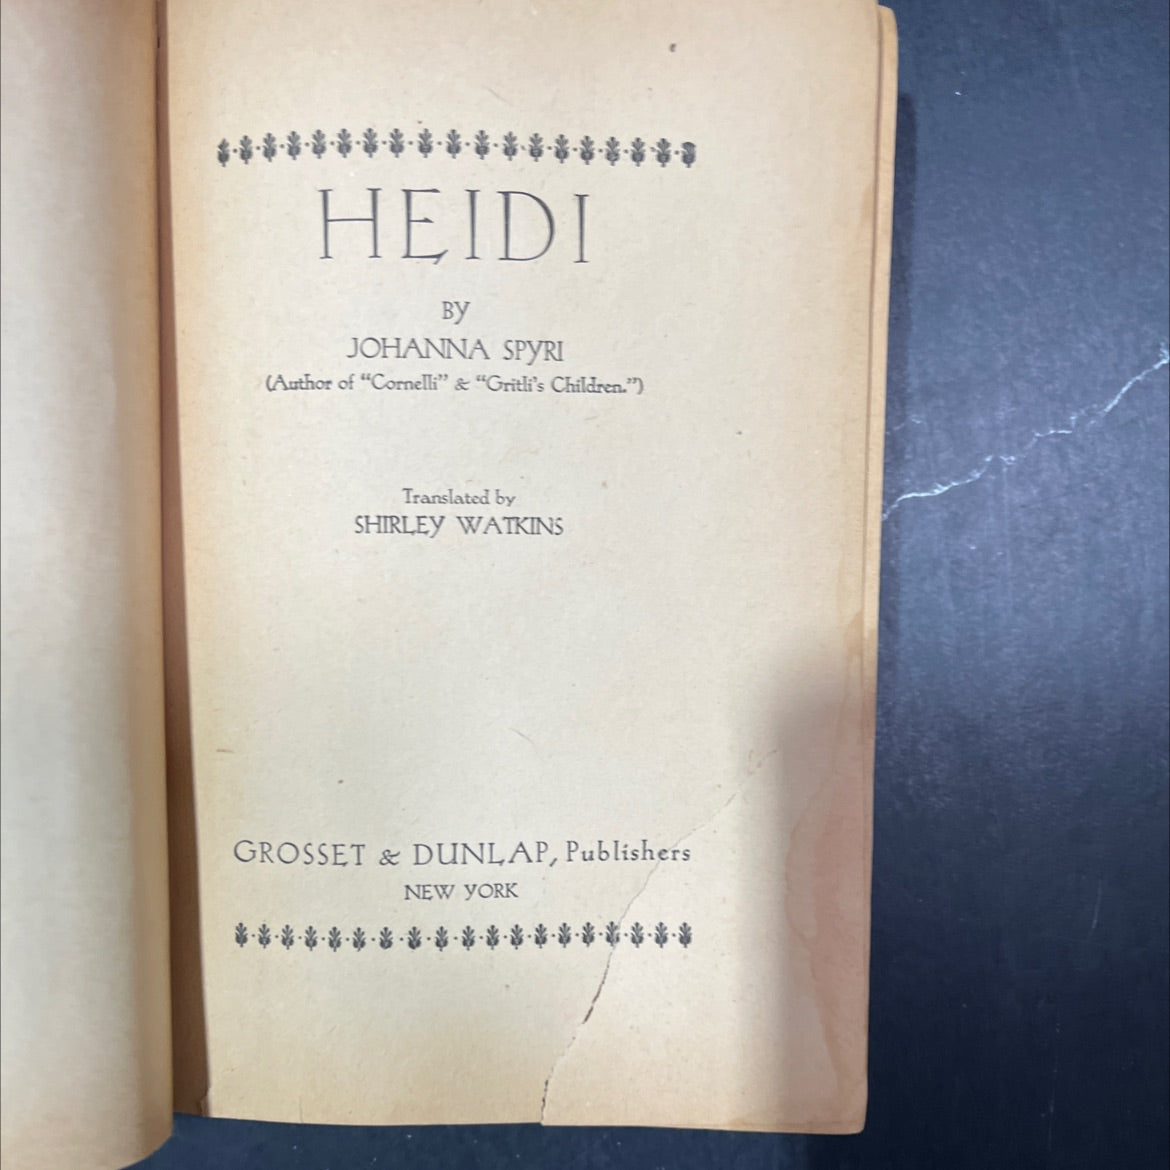 HEIDI
BY
JOHANNA SPYRI
(Author of “Cornelli” & “Gritli’s Children.”)
Translated by
SHIRLEY WATKINS
GROSSET & DUNLAP, Publishers
NEW YORK